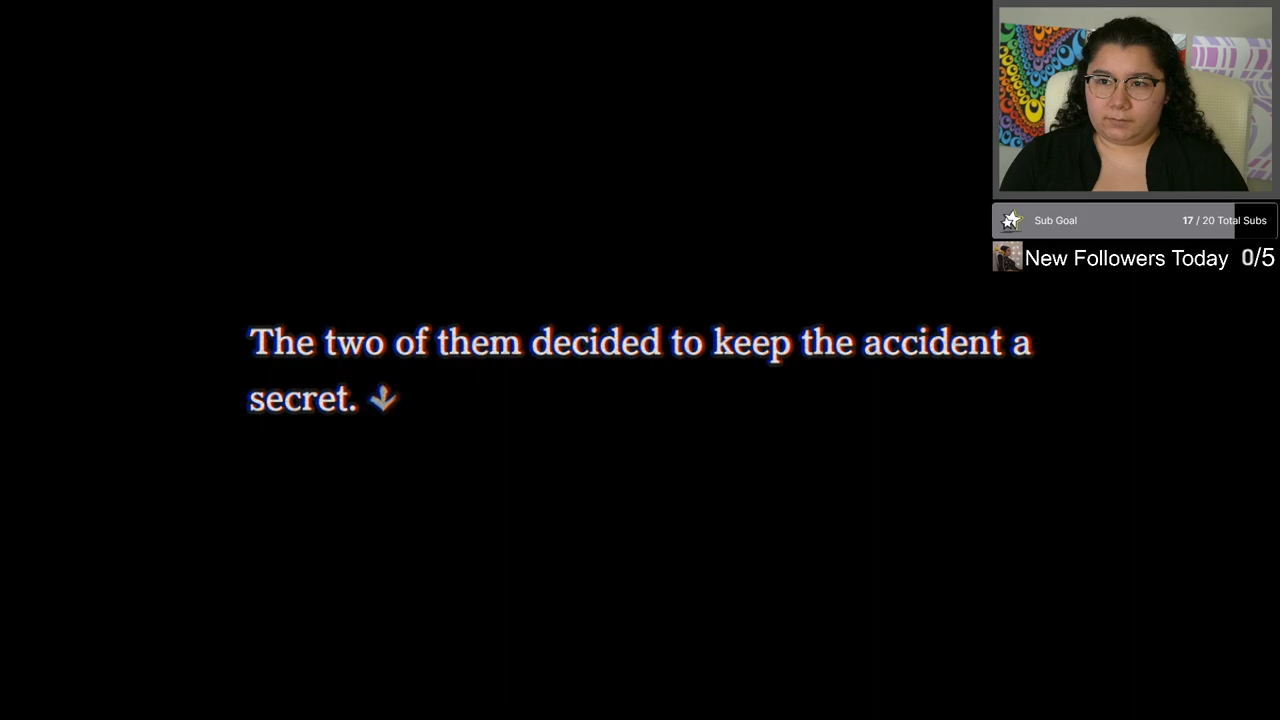 Sub Goal 17 / 20 Total Subs
New Followers Today 0/5
The two of them decided to keep the accident a
secret.